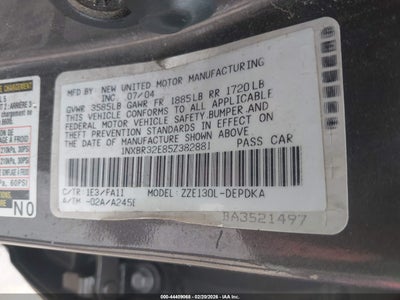 MFD BY NEW UNITED MOTOR MANUFACTURING
INC. 07/04
GVWR 3585LB GAWR FR 1885LB RR 1720LB
THIS VEHICLE CONFORMS TO ALL APPLICABLE
FEDERAL MOTOR VEHICLE SAFETY, BUMPER, AND
THEFT PREVENTION STANDARDS IN EFFECT ON
THE DATE OF MANUFACTURE SHOWN ABOVE.
1NXBR32E85Z382881 PASS CAR
C/TR 1E3/FA11 MODEL: ZZE130L-DEPDKA
A/TM -02A/A245E
BA3521497
NO
000-44409068 - 02/20/2026 - IAA Inc.